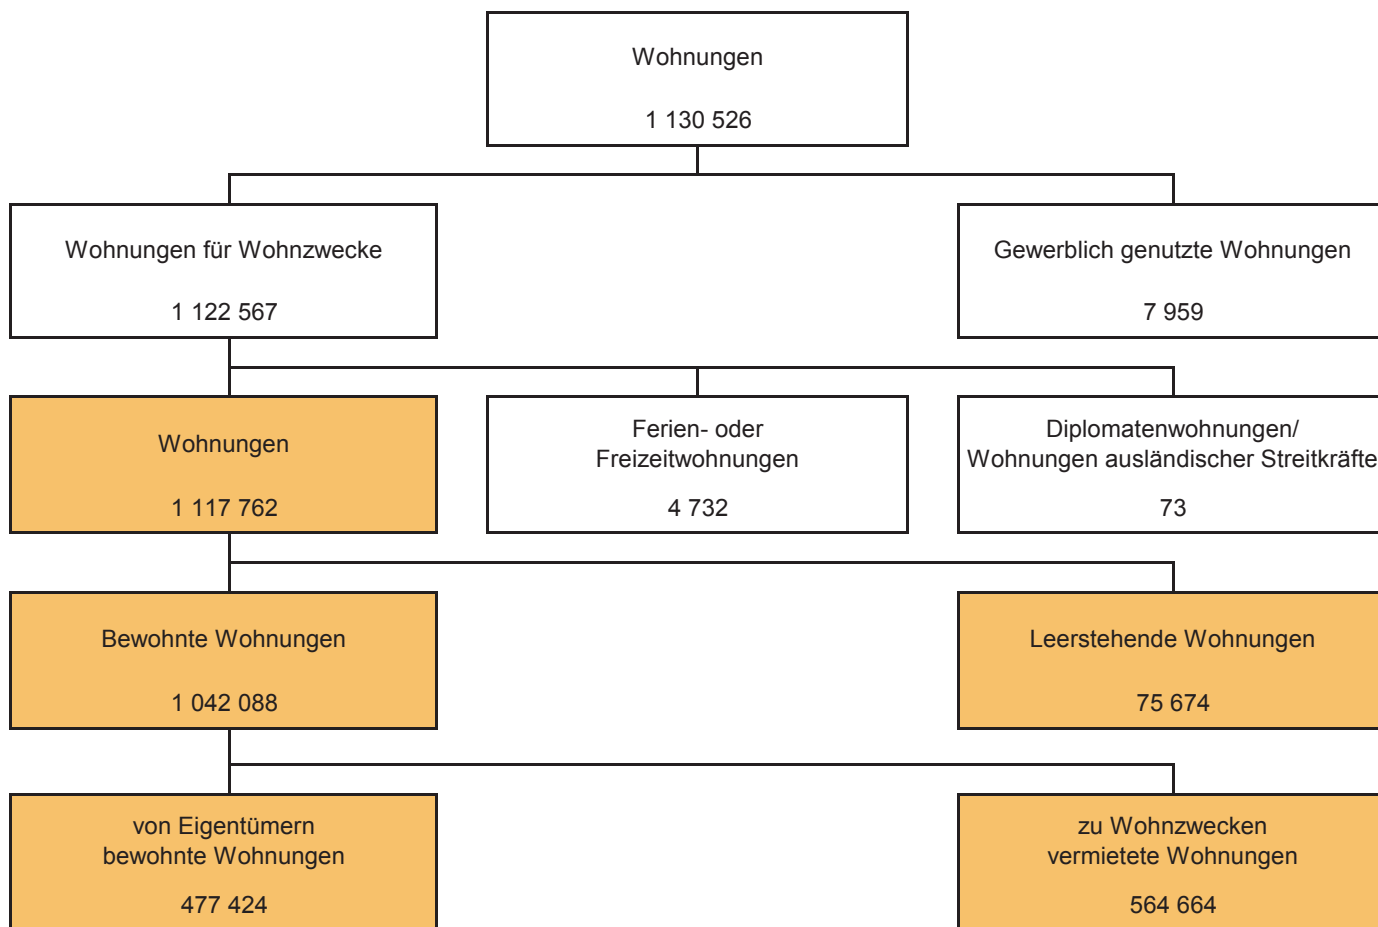 Wohnungen
1 130 526
Wohnungen für Wohnzwecke
1 122 567
Gewerblich genutzte Wohnungen
7 959
Wohnungen
1 117 762
Ferien- oder
Freizeitwohnungen
4 732
Diplomatenwohnungen/
Wohnungen ausländischer Streitkräfte
73
Bewohnte Wohnungen
1 042 088
Leerstehende Wohnungen
75 674
von Eigentümern
bewohnte Wohnungen
477 424
zu Wohnzwecken
vermietete Wohnungen
564 664